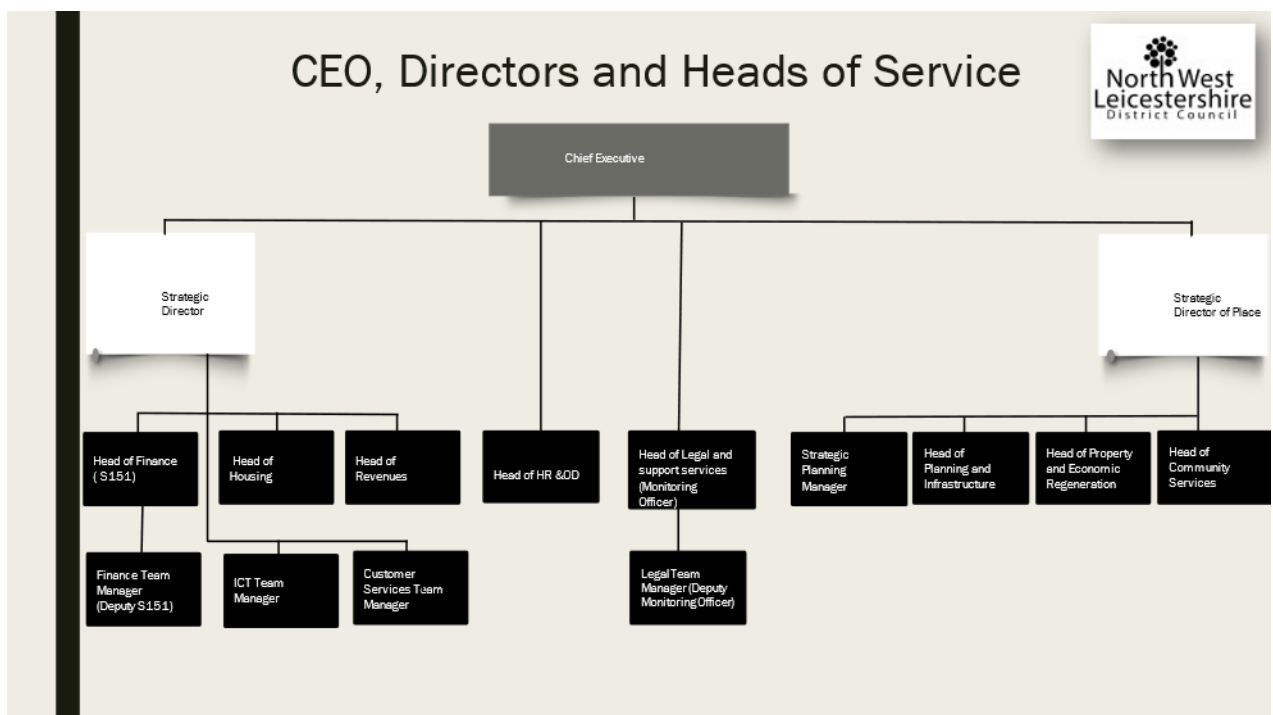 CEO, Directors and Heads of Service
North West
Leicestershire
District Council
Chief Executive
Strategic
Director
Strategic
Director of Place
Head of Finance
( S151)
Head of
Housing
Head of
Revenues
Head of HR &OD
Head of Legal and
support services
(Monitoring
Officer)
Strategic
Planning
Manager
Head of
Planning and
Infrastructure
Head of Property
and Economic
Regeneration
Head of
Community
Services
Finance Team
Manager
(Deputy S151)
ICT Team
Manager
Customer
Services Team
Manager
Legal Team
Manager (Deputy
Monitoring Officer)